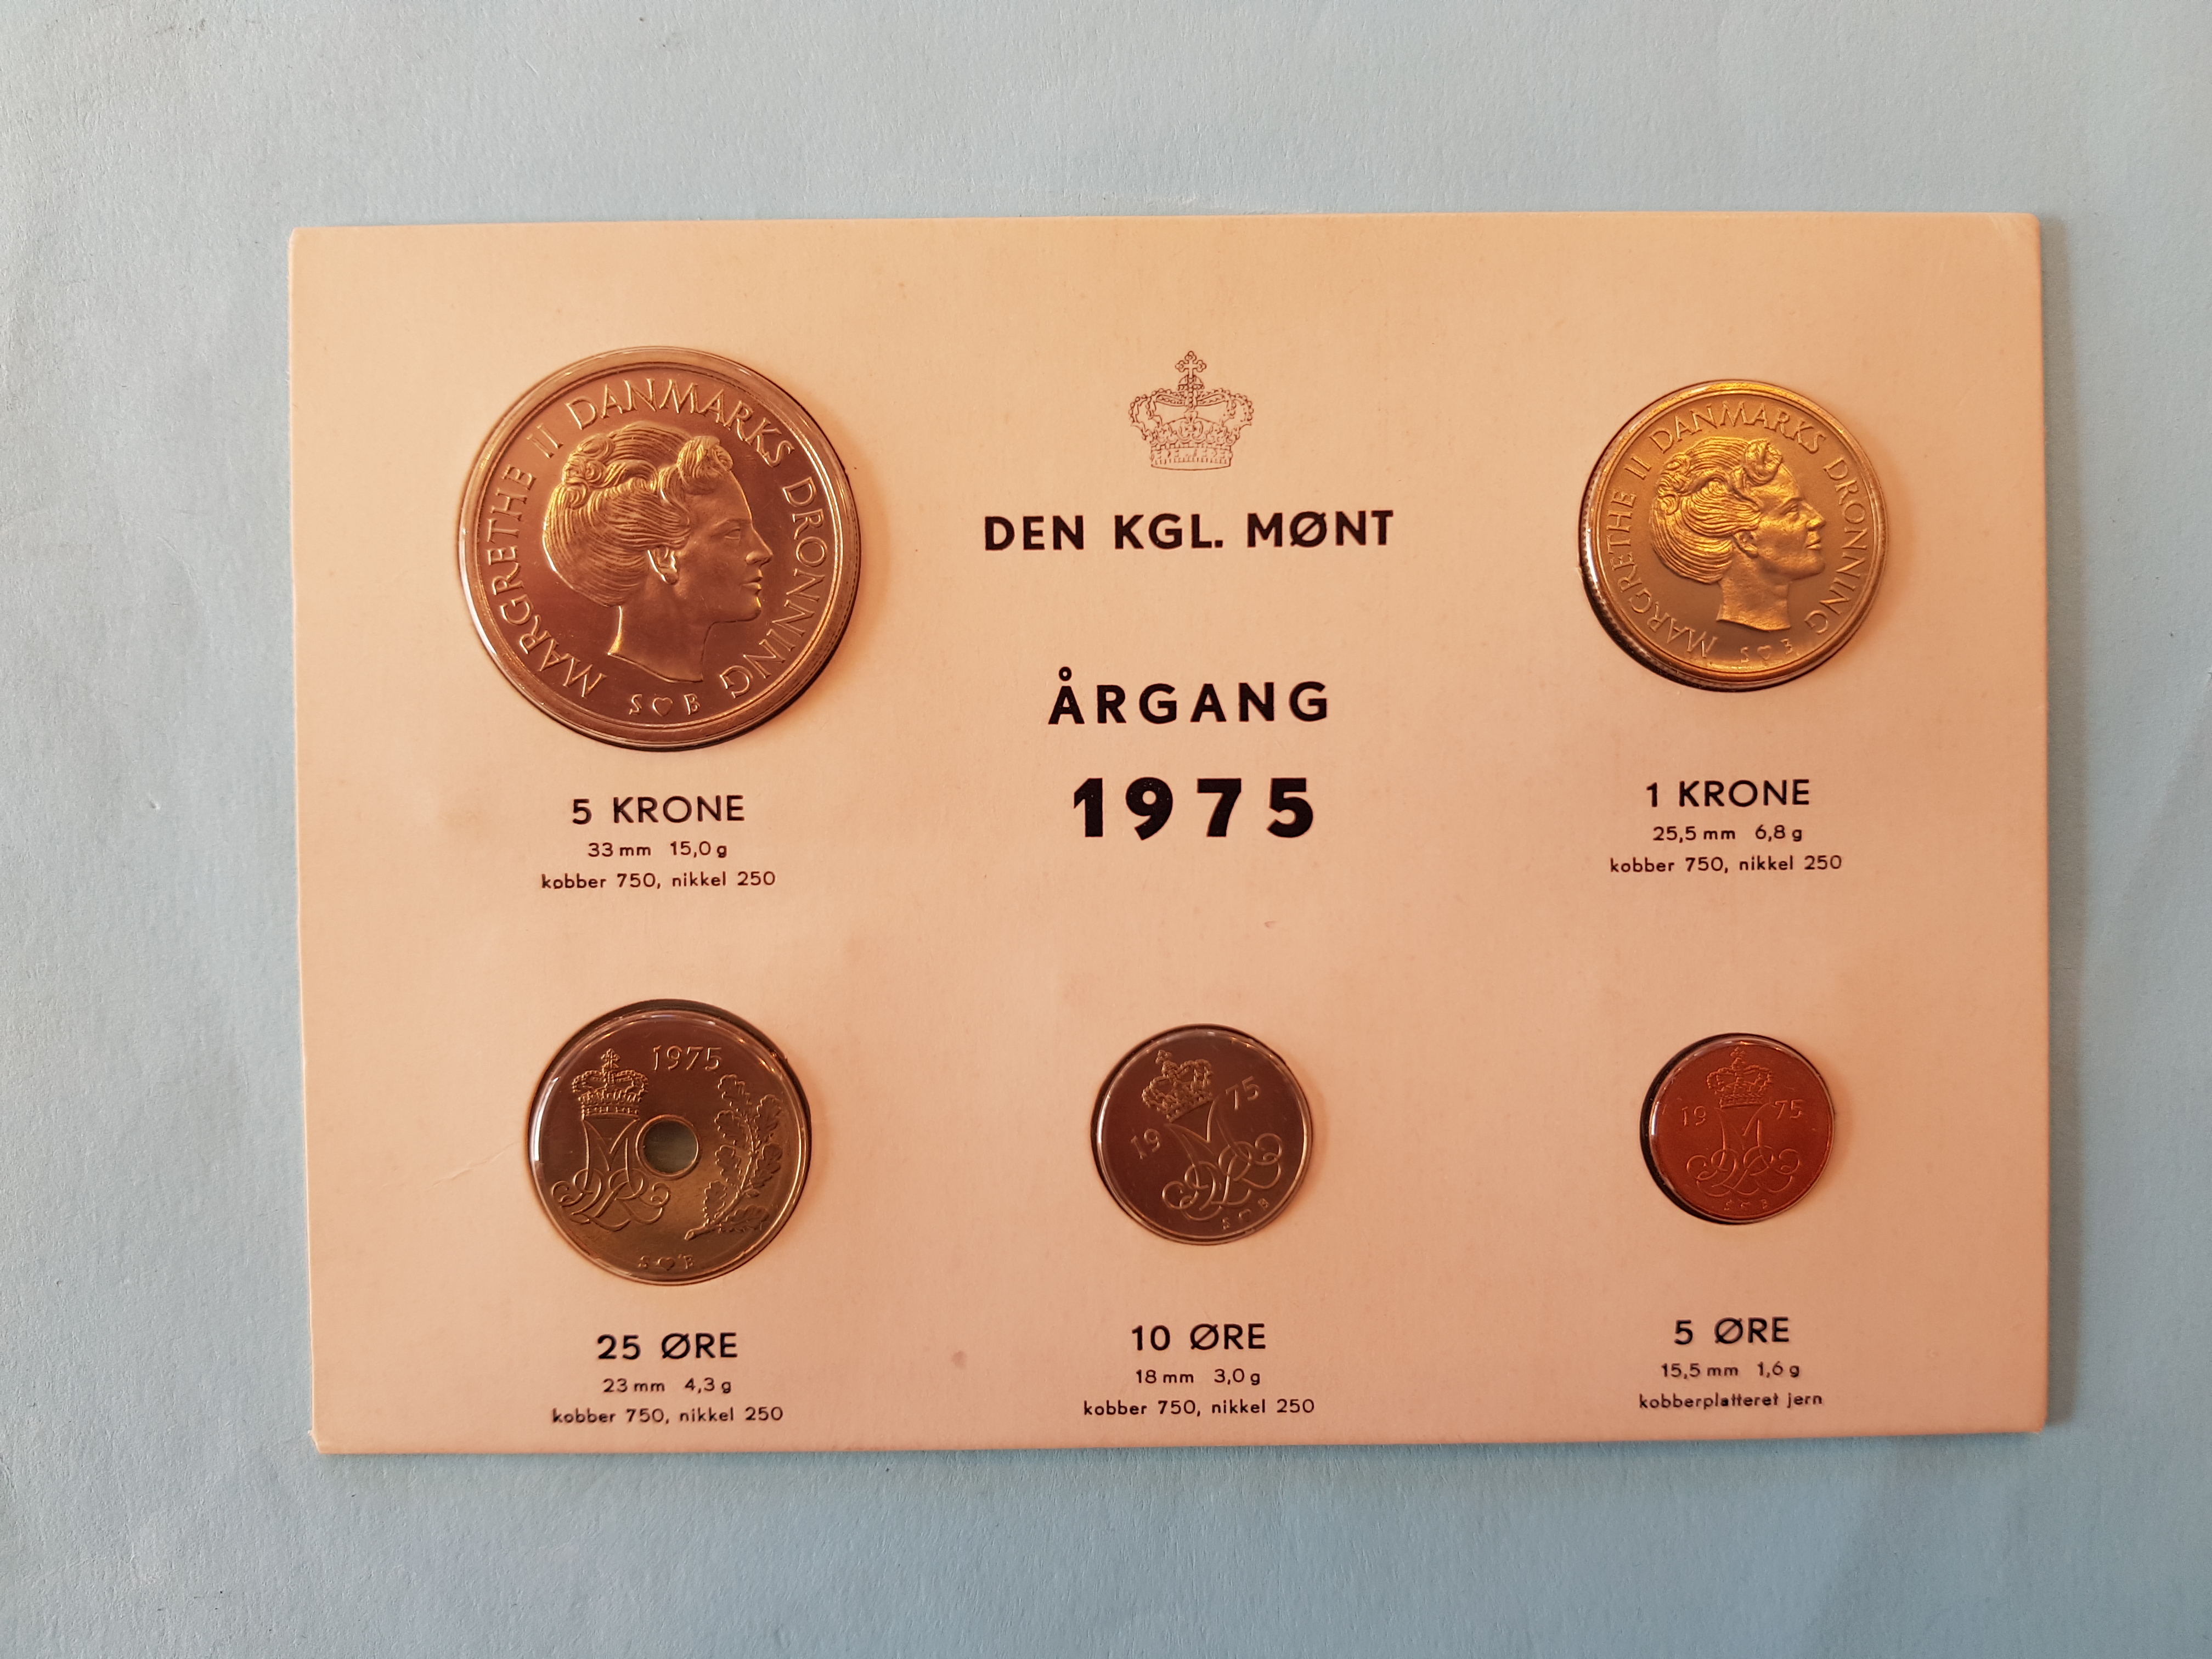 MARGRETHE II DANMARKS DRONNING
S♡B
DEN KGL. MØNT
ÅRGANG
1975
MARGRETHE II DANMARKS DRONNING
S♡B
5 KRONE
33 mm 15,0 g
kobber 750, nikkel 250
1 KRONE
25,5 mm 6,8 g
kobber 750, nikkel 250
1975
S♡B
19 75
S♡B
19 75
S♡B
25 ØRE
23 mm 4,3 g
kobber 750, nikkel 250
10 ØRE
18 mm 3,0 g
kobber 750, nikkel 250
5 ØRE
15,5 mm 1,6 g
kobberplatteret jern